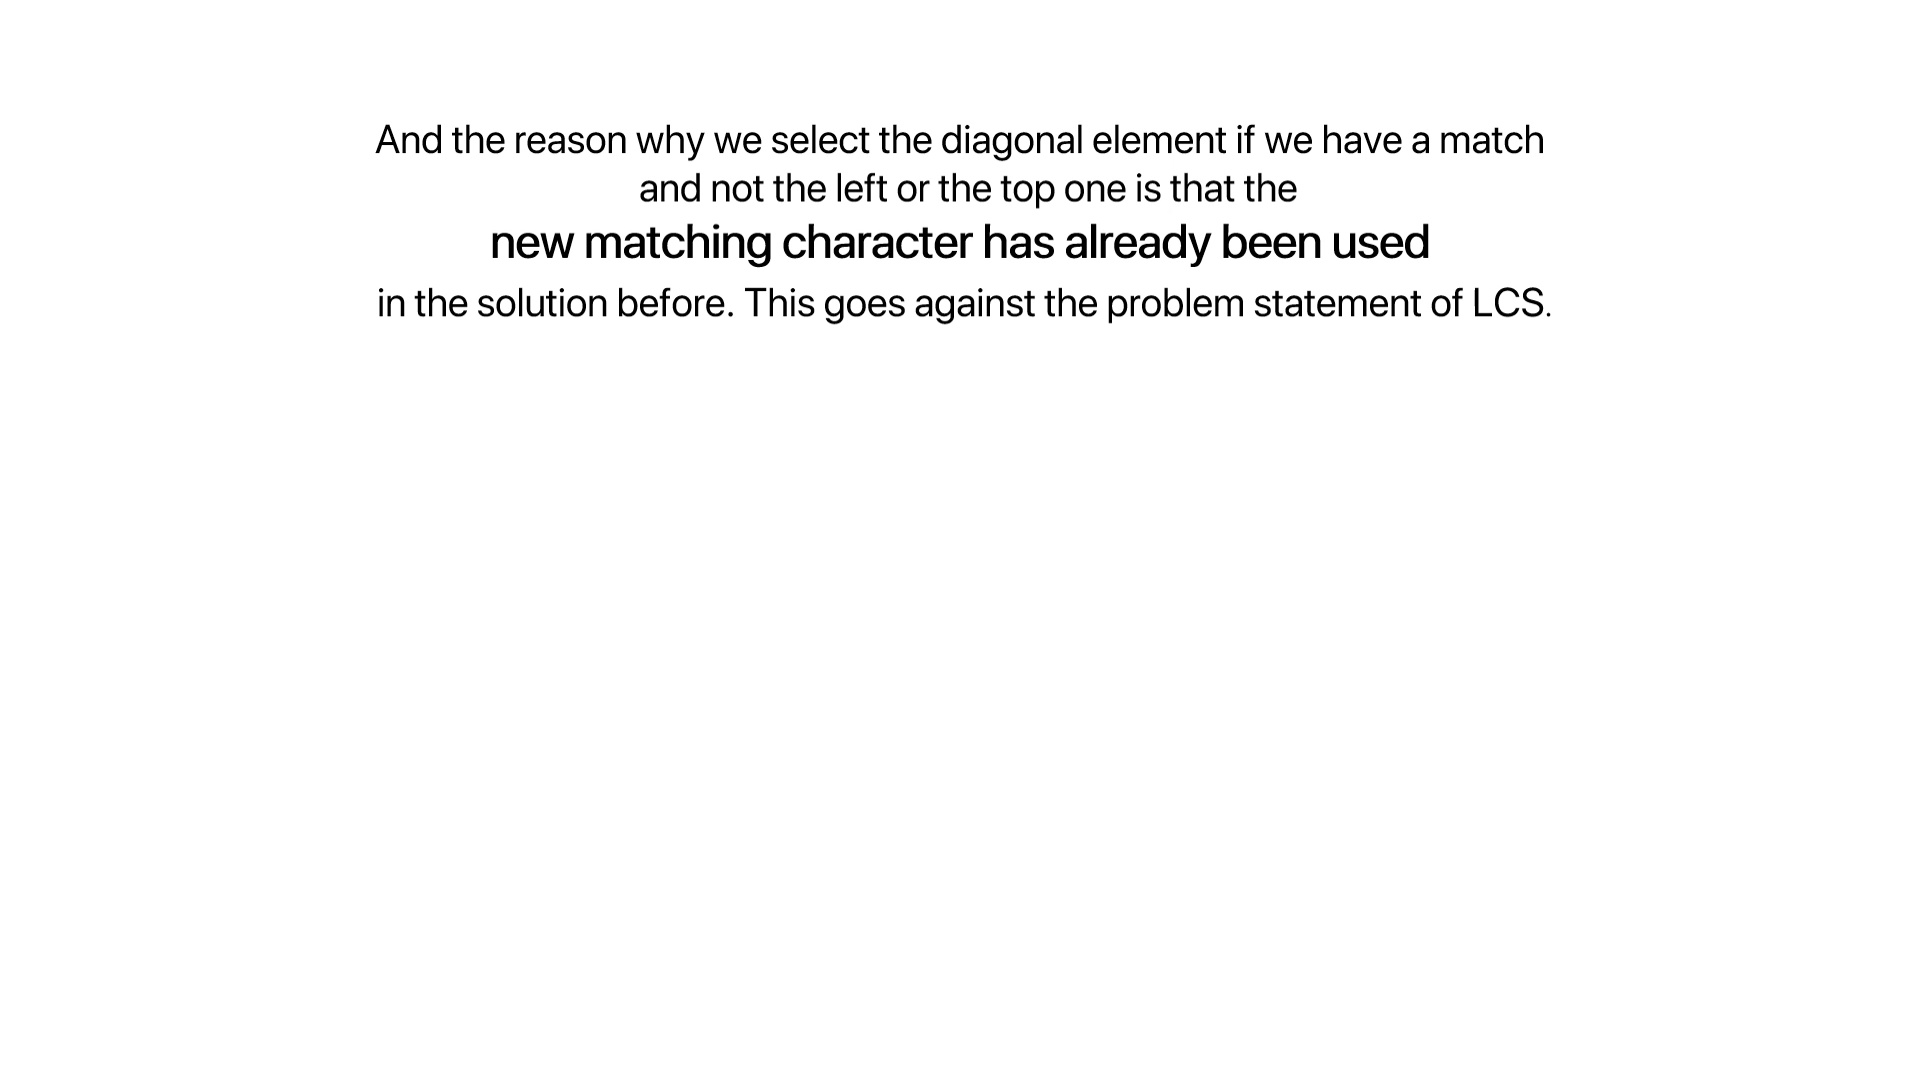 And the reason why we select the diagonal element if we have a match
and not the left or the top one is that the
new matching character has already been used
in the solution before. This goes against the problem statement of LCS.